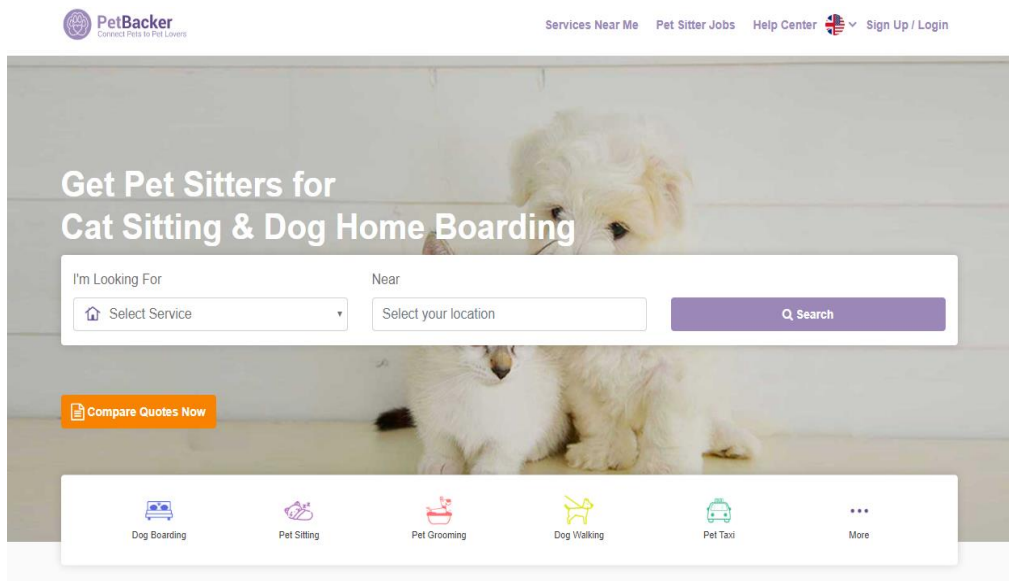 PetBacker
Connect Pets to Pet Lovers
Services Near Me Pet Sitter Jobs Help Center Sign Up / Login
Get Pet Sitters for
Cat Sitting & Dog Home Boarding
I'm Looking For Near
Select Service Select your location Search
Compare Quotes Now
Dog Boarding Pet Sitting Pet Grooming Dog Walking Pet Taxi More